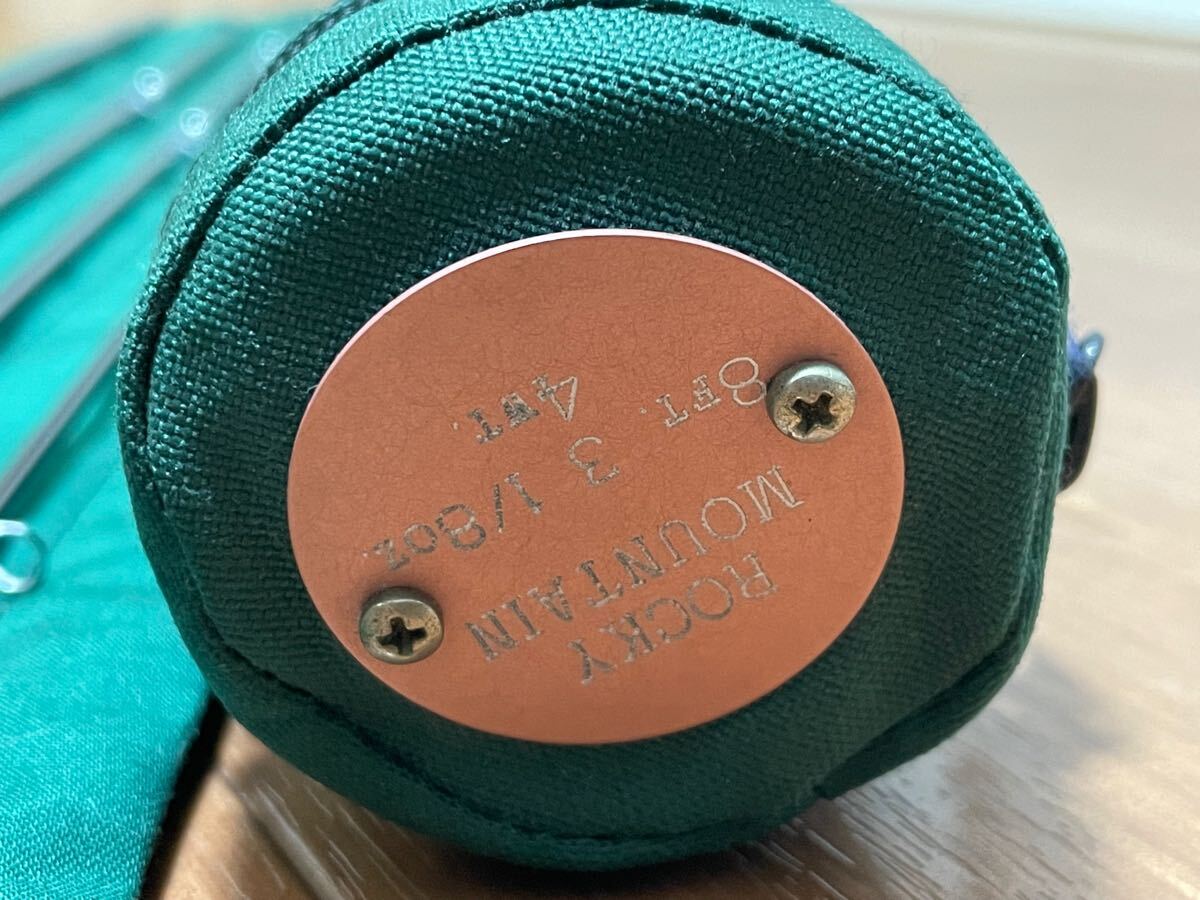 ROCKY
MOUNTAIN
3 1/8OZ.
8FT. 4WT.